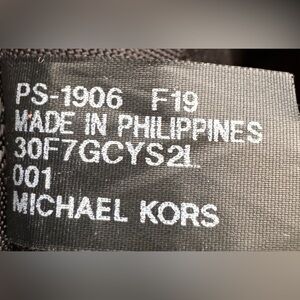 PS-1906 F19
MADE IN PHILIPPINES
30F7GCYS2L
001
MICHAEL KORS